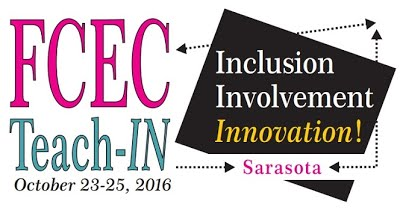 FCEC
Teach-IN
October 23-25, 2016
Inclusion
Involvement
Innovation!
Sarasota